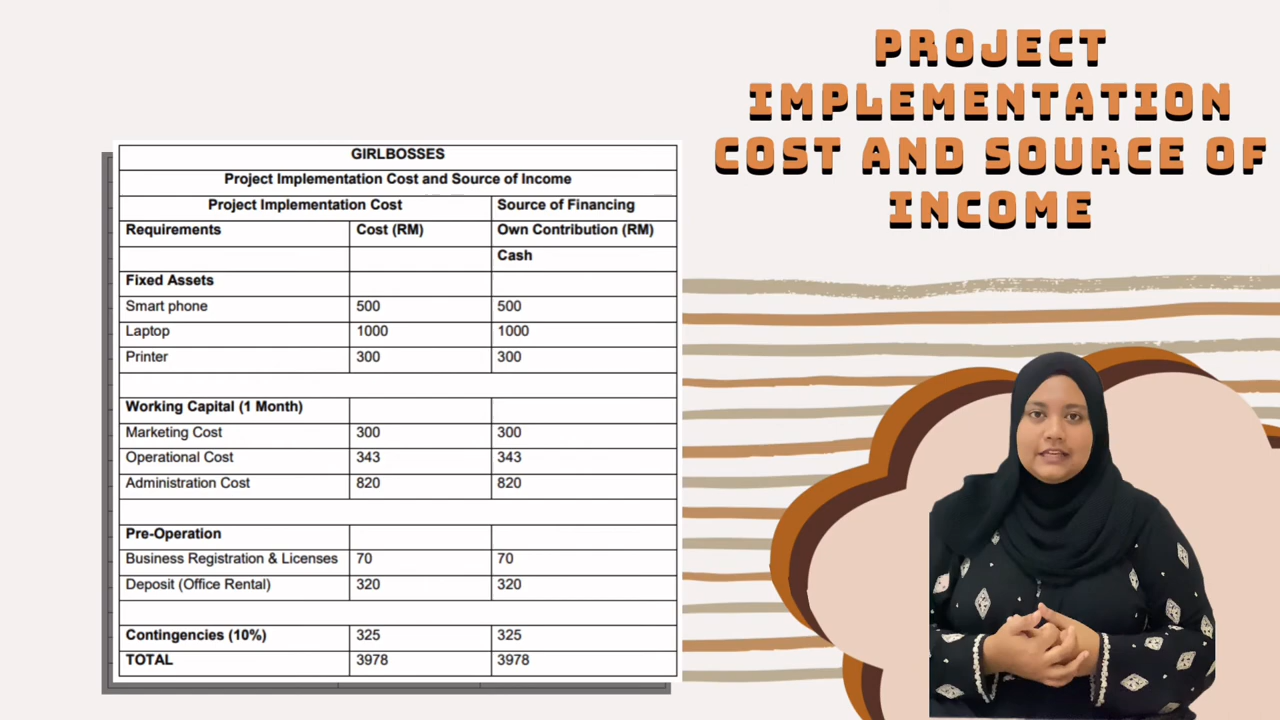 PROJECT
IMPLEMENTATION
COST AND SOURCE OF
INCOME
GIRLBOSSES
Project Implementation Cost and Source of Income
Project Implementation Cost Source of Financing
Requirements Cost (RM) Own Contribution (RM)
Cash
Fixed Assets
Smart phone 500 500
Laptop 1000 1000
Printer 300 300
Working Capital (1 Month)
Marketing Cost 300 300
Operational Cost 343 343
Administration Cost 820 820
Pre-Operation
Business Registration & Licenses 70 70
Deposit (Office Rental) 320 320
Contingencies (10%) 325 325
TOTAL 3978 3978